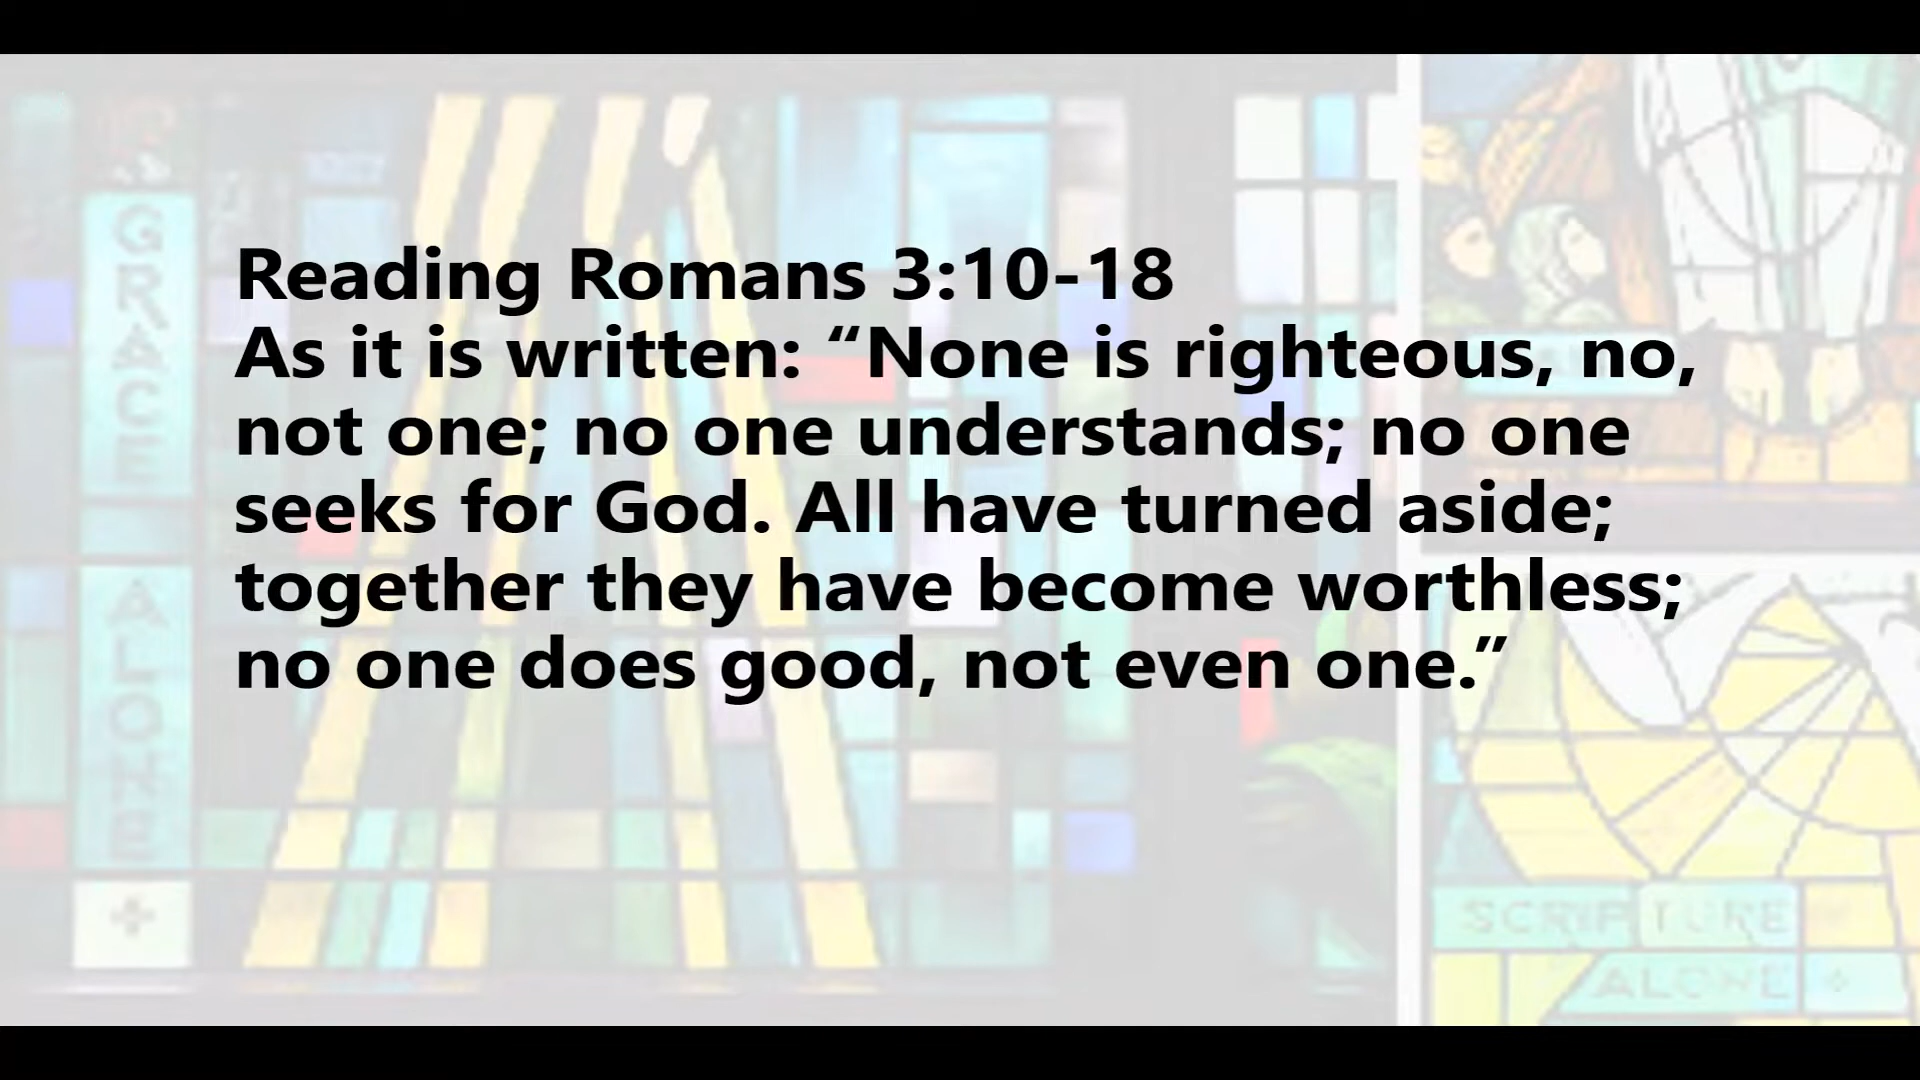 Reading Romans 3:10-18
As it is written: “None is righteous, no,
not one; no one understands; no one
seeks for God. All have turned aside;
together they have become worthless;
no one does good, not even one.”
GRACE
ALONE
SCRIPTURE
ALONE